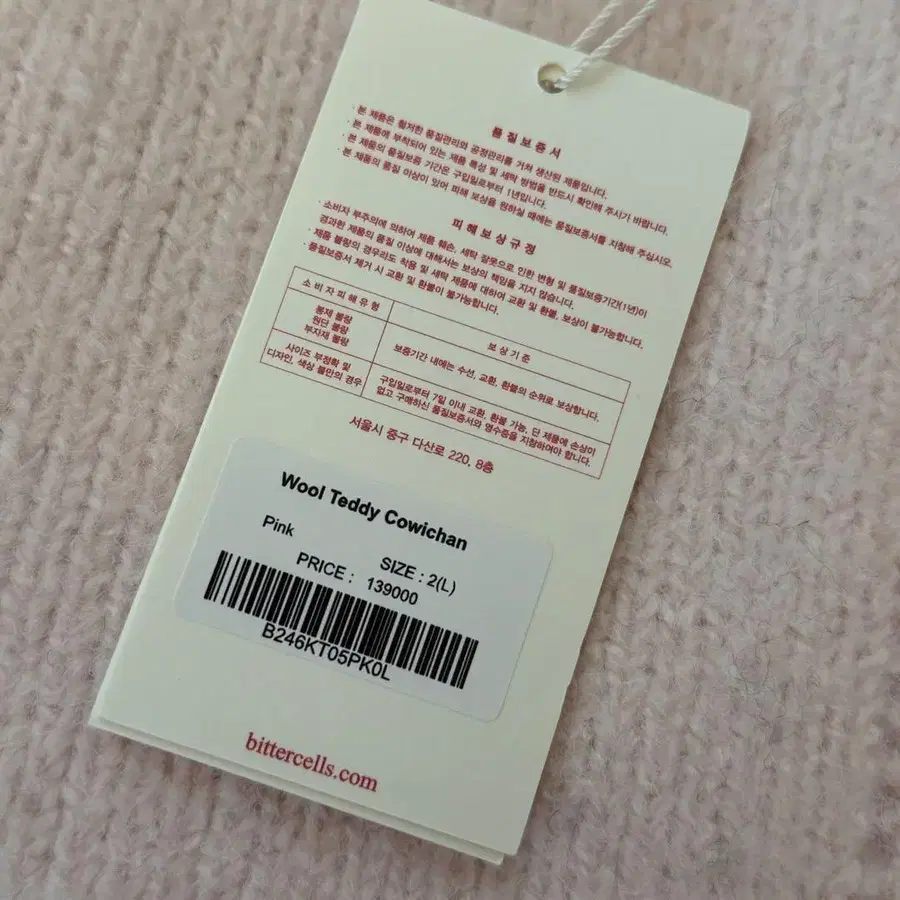 품질보증서
· 본 제품은 철저한 품질관리와 공정관리를 거쳐 생산된 제품입니다.
· 본 제품에 부착되어 있는 제품 특성 및 세탁 방법을 반드시 확인해 주시기 바랍니다.
· 본 제품의 품질보증 기간은 구입일로부터 1년입니다.
· 본 제품의 품질 이상이 있어 피해 보상을 원하실 때에는 품질보증서를 지참해 주십시오.
피해보상규정
· 소비자 부주의에 의하여 제품 훼손, 세탁 잘못으로 인한 변형 및 품질보증기간(1년)이
경과한 제품의 품질 이상에 대해서는 보상의 책임을 지지 않습니다.
· 제품 불량의 경우라도 착용 및 세탁 제품에 대하여 교환 및 환불, 보상이 불가능합니다.
· 품질보증서 제거 시 교환 및 환불이 불가능합니다.
소비자피해유형
보상기준
봉제 불량
원단 불량
부자재 불량
보증기간 내에는 수선, 교환, 환불의 순위로 보상합니다.
사이즈 부정확 및
디자인, 색상 불만의 경우
구입일로부터 7일 이내 교환, 환불 가능, 단 제품에 손상이
없고 구매하신 품질보증서와 영수증을 지참하여야 합니다.
서울시 중구 다산로 220, 8층
Wool Teddy Cowichan
Pink
SIZE : 2(L)
PRICE : 139000
B246KT05PK0L
bittercells.com